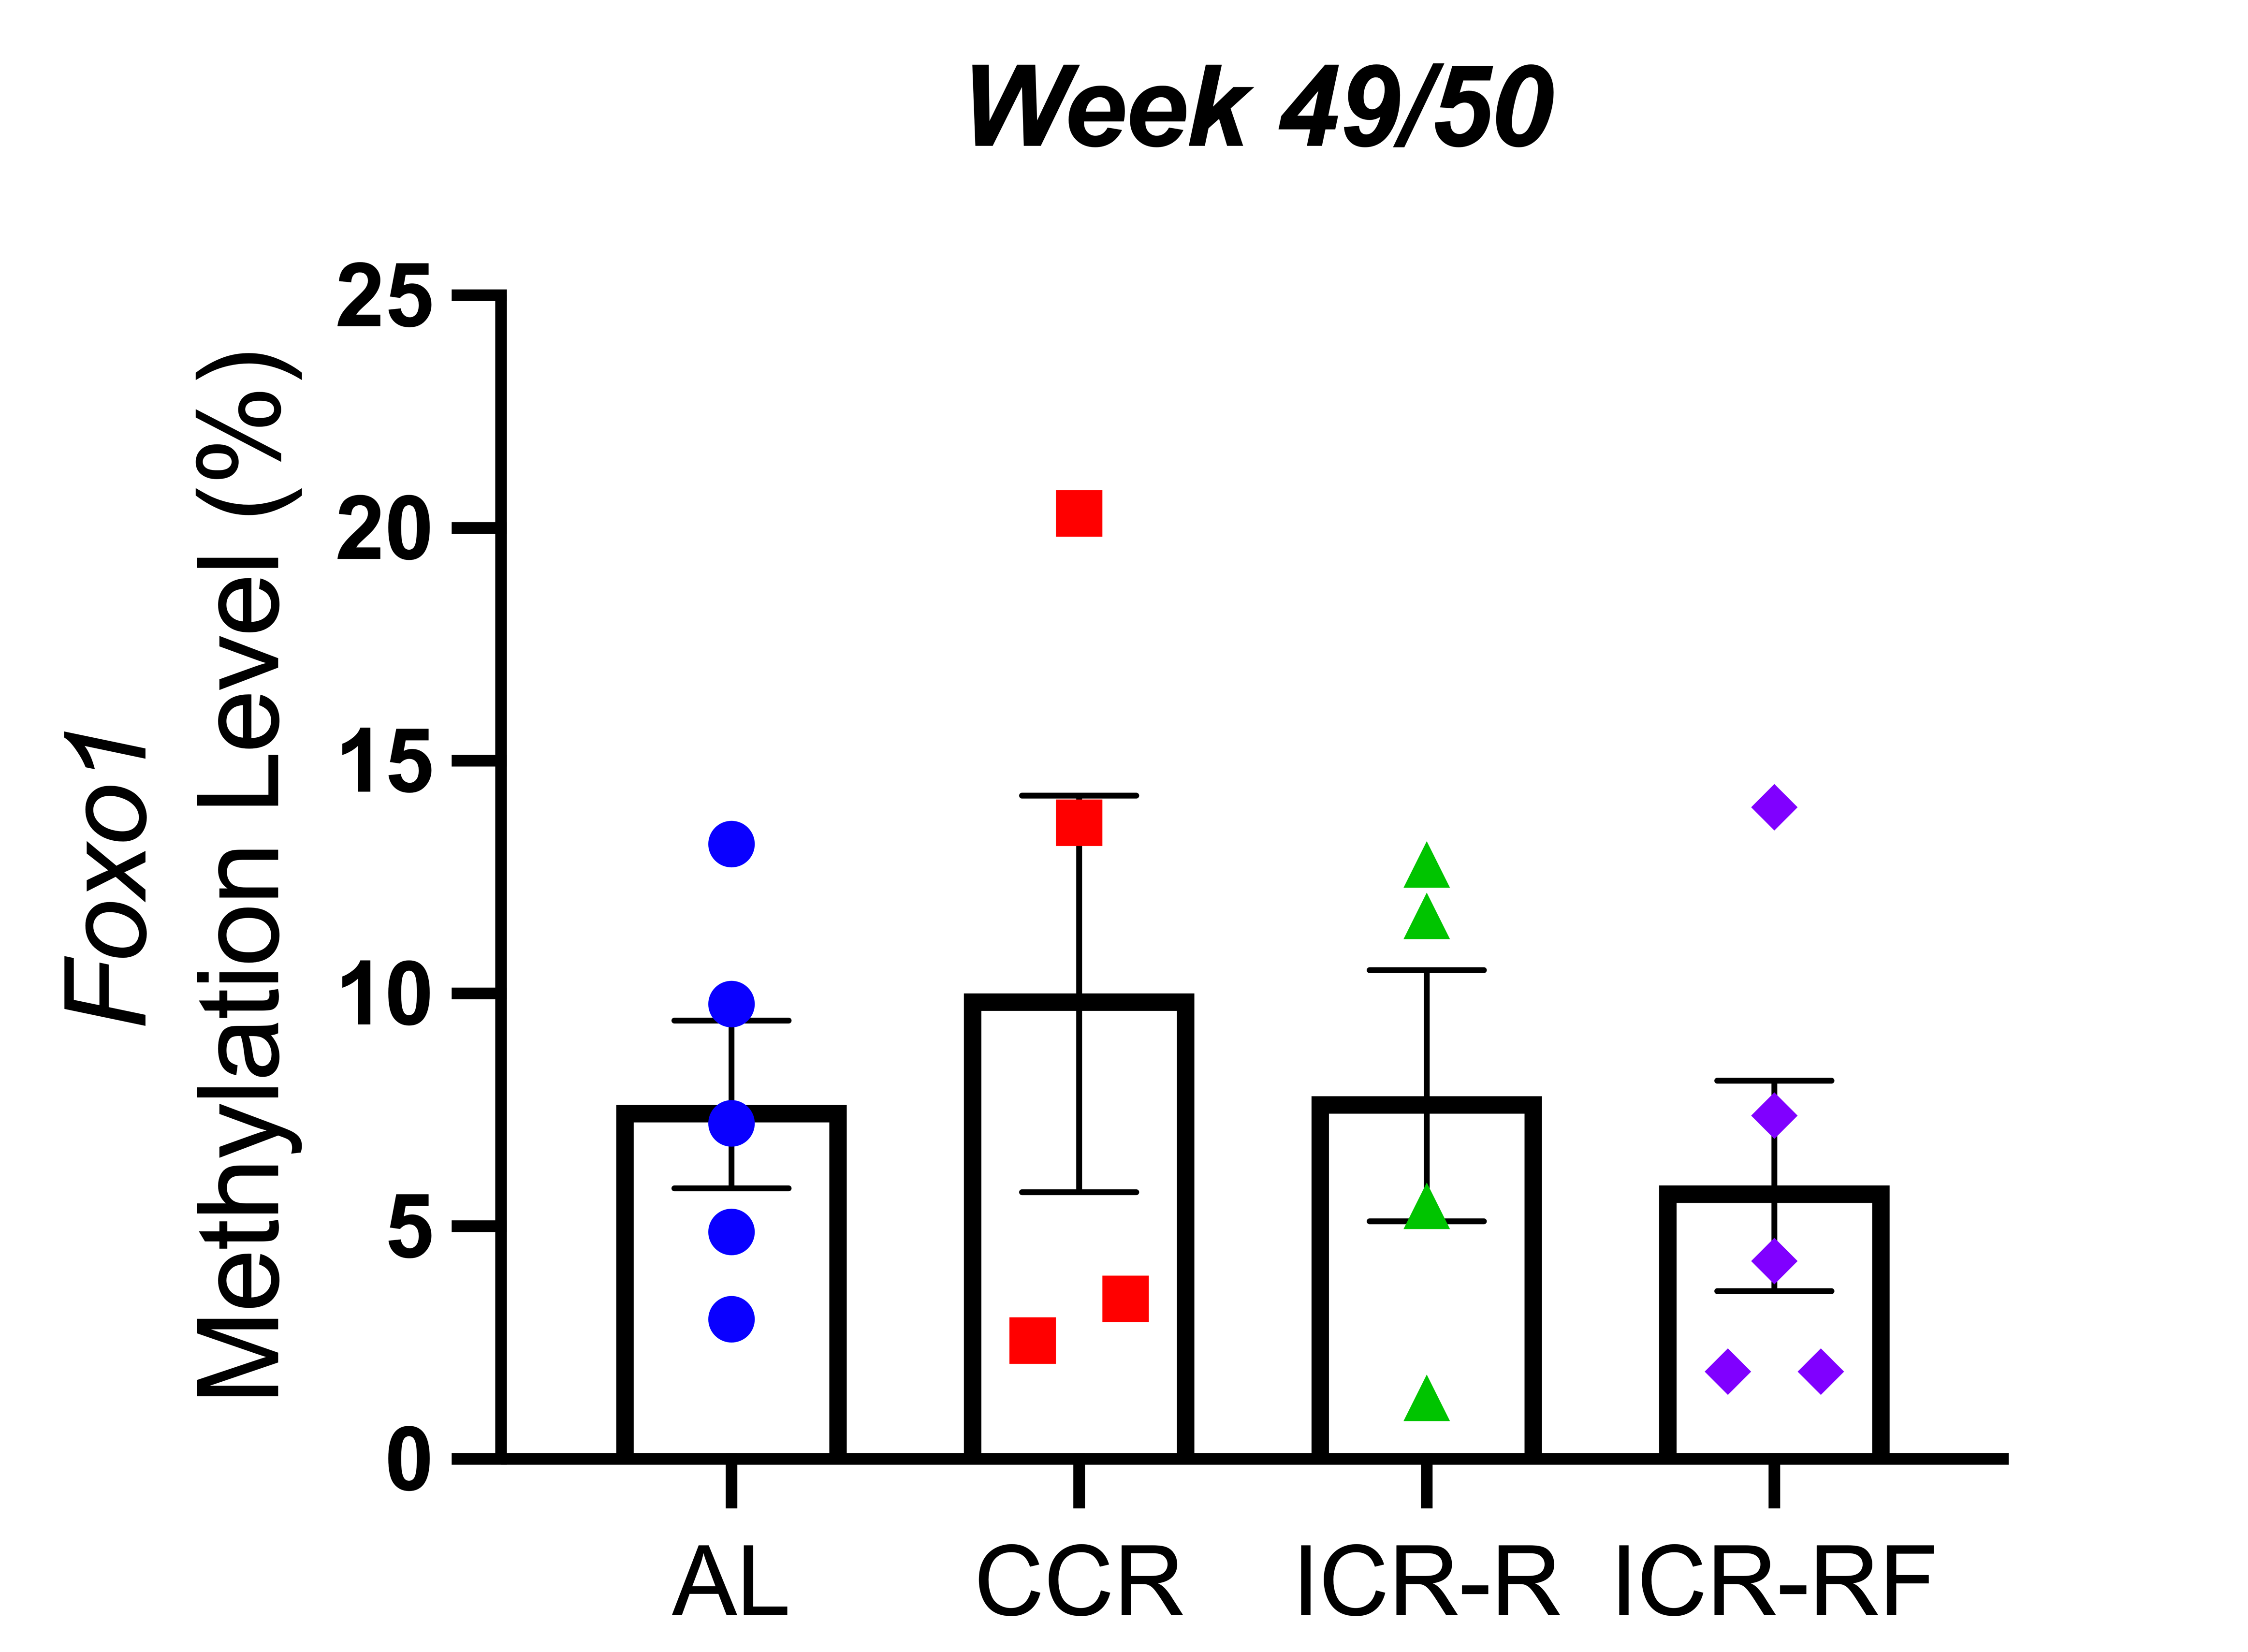 Week 49/50
Foxo1
Methylation Level (%)
25
20
15
10
5
0
AL
CCR
ICR-R
ICR-RF